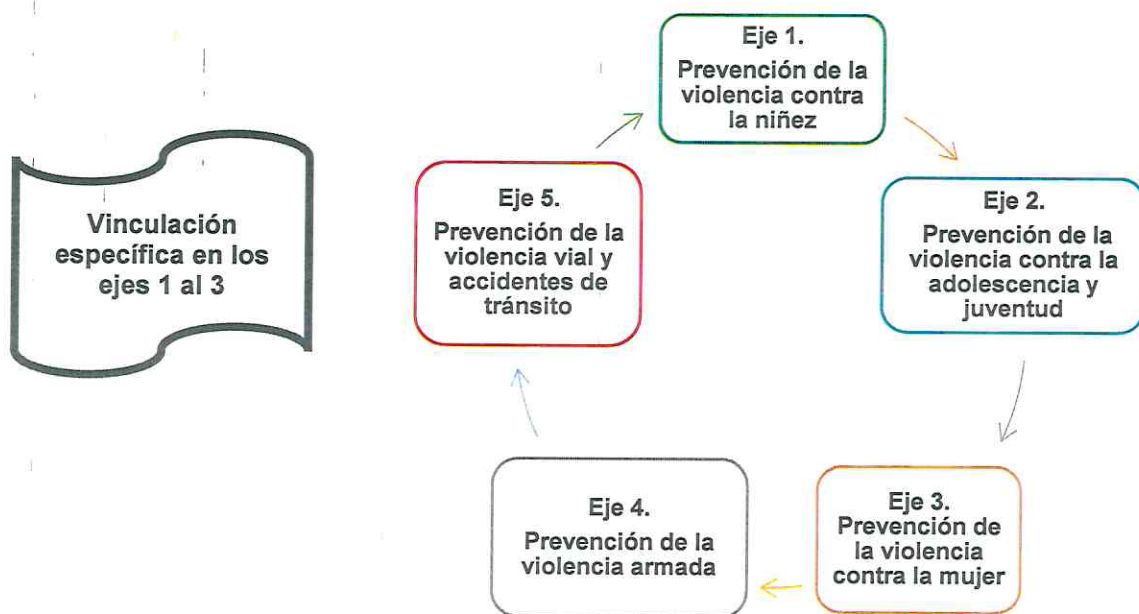 Vinculación
específica en los
ejes 1 al 3
Eje 1.
Prevención de la
violencia contra
la niñez
Eje 2.
Prevención de la
violencia contra la
adolescencia y
juventud
Eje 3.
Prevención de
la violencia
contra la mujer
Eje 4.
Prevención de la
violencia armada
Eje 5.
Prevención de la
violencia vial y
accidentes de
tránsito